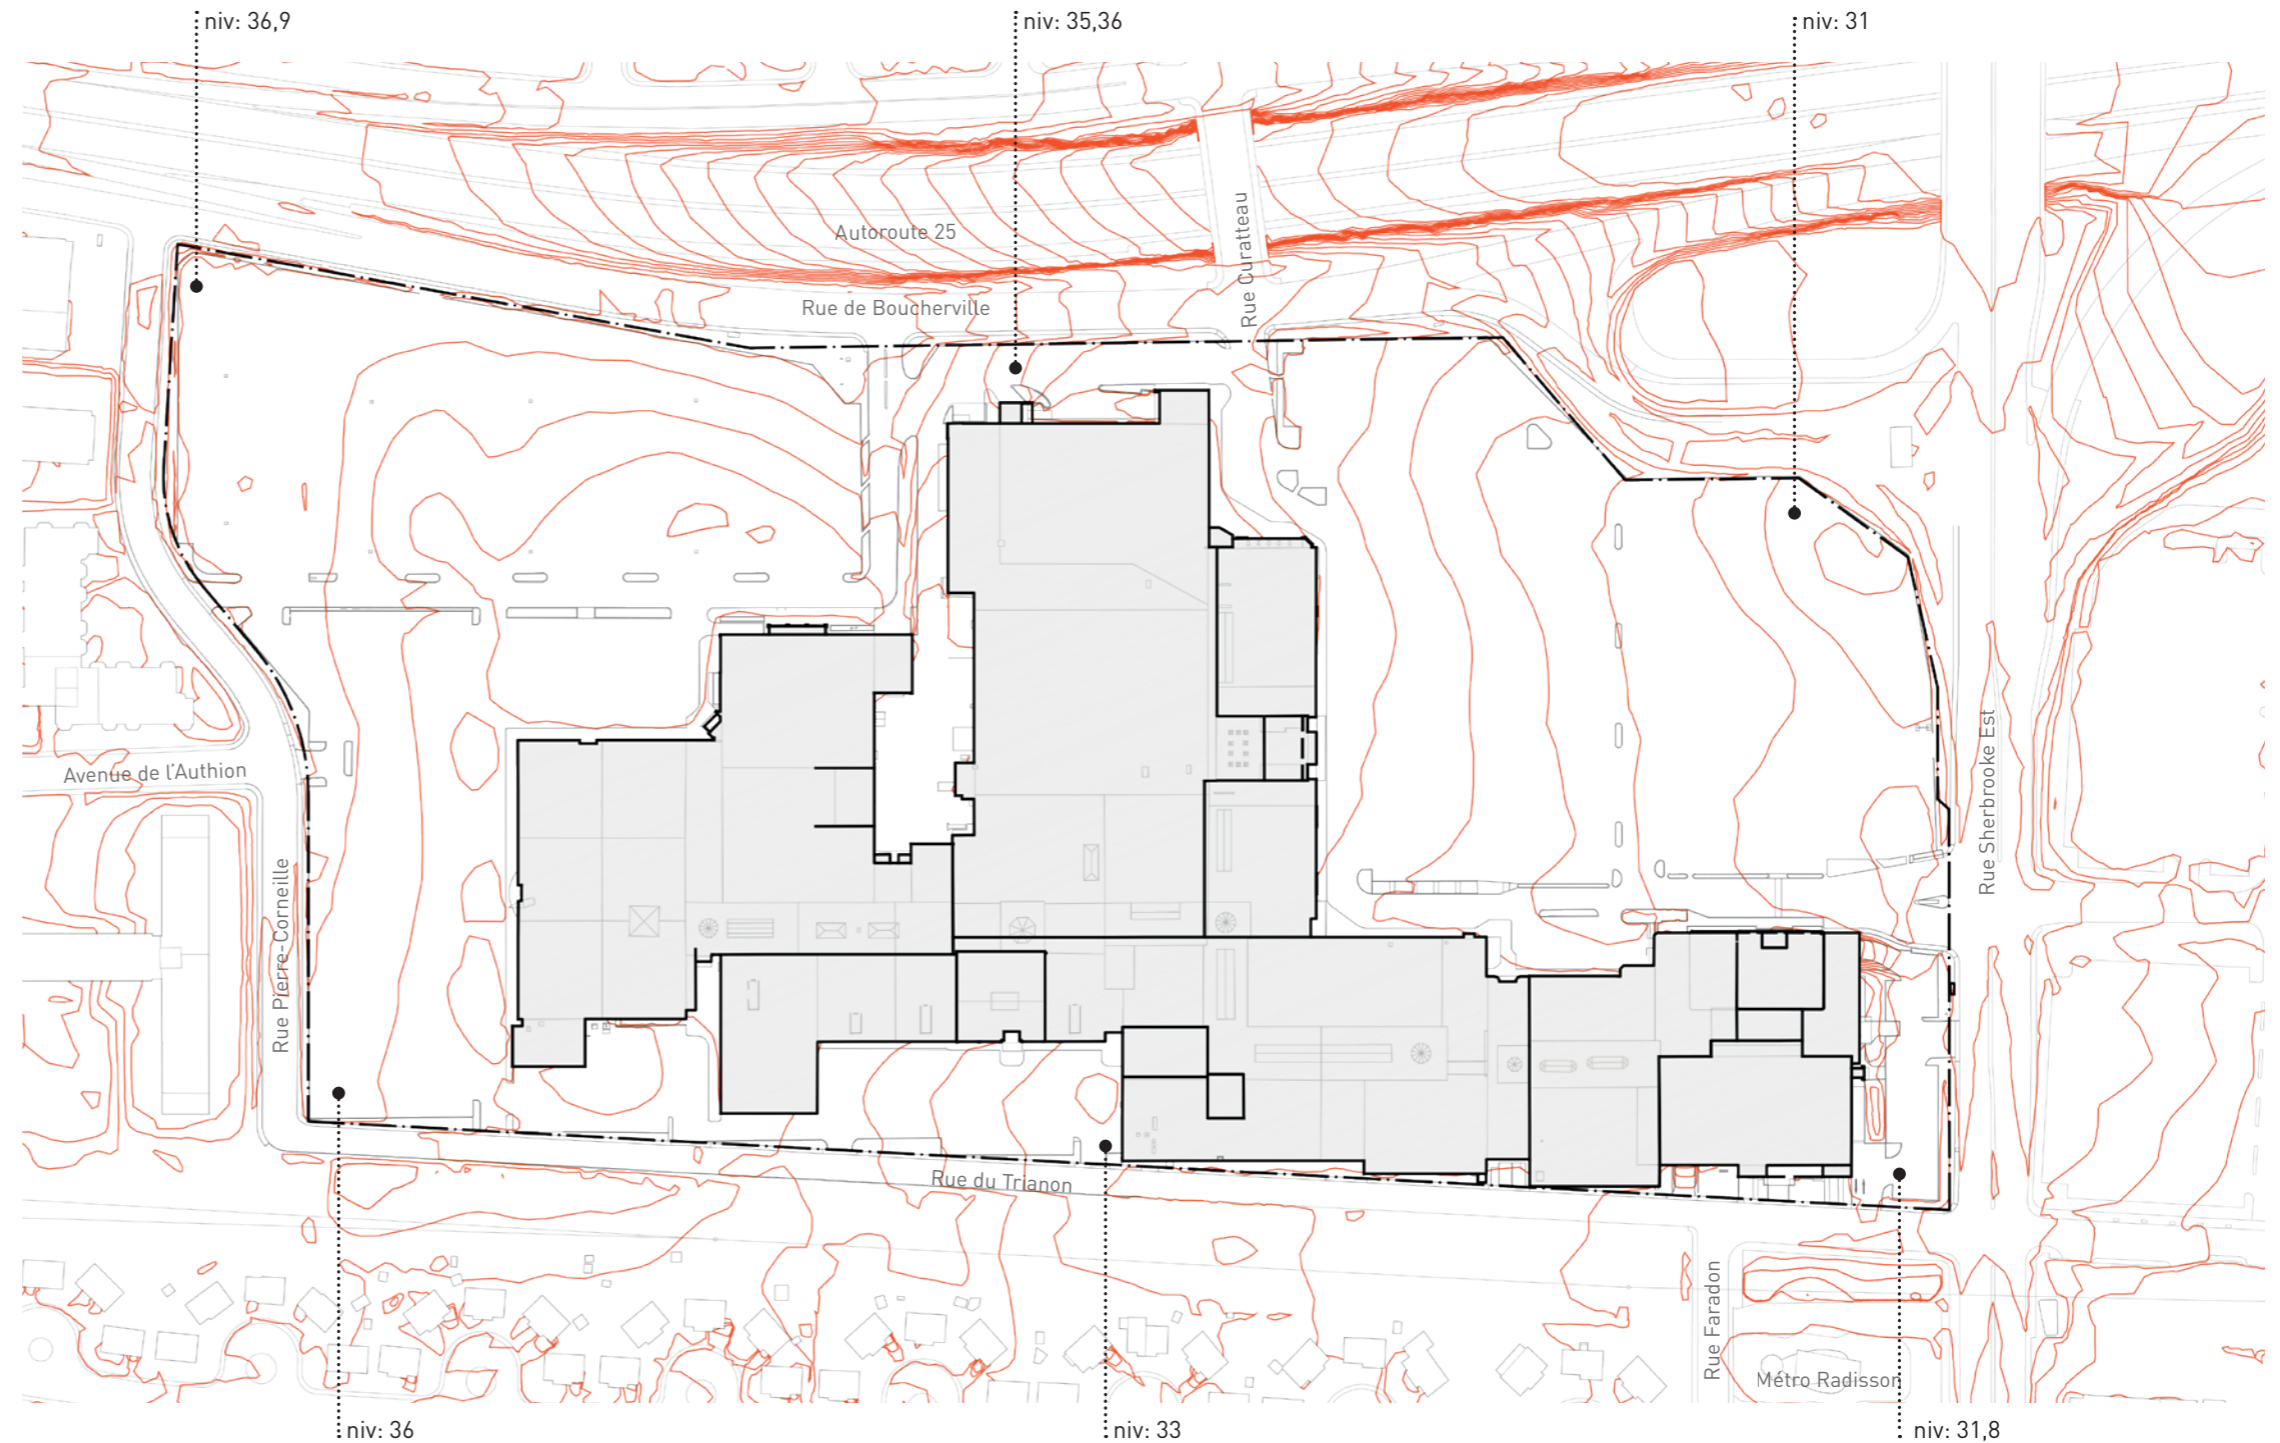 niv: 36,9
niv: 35,36
niv: 31
Autoroute 25
Rue Curatteau
Rue de Boucherville
Avenue de l'Authion
Rue Sherbrooke Est
Rue Pierre-Corneille
Rue du Trianon
Rue Faradon
Métro Radisson
niv: 36
niv: 33
niv: 31,8